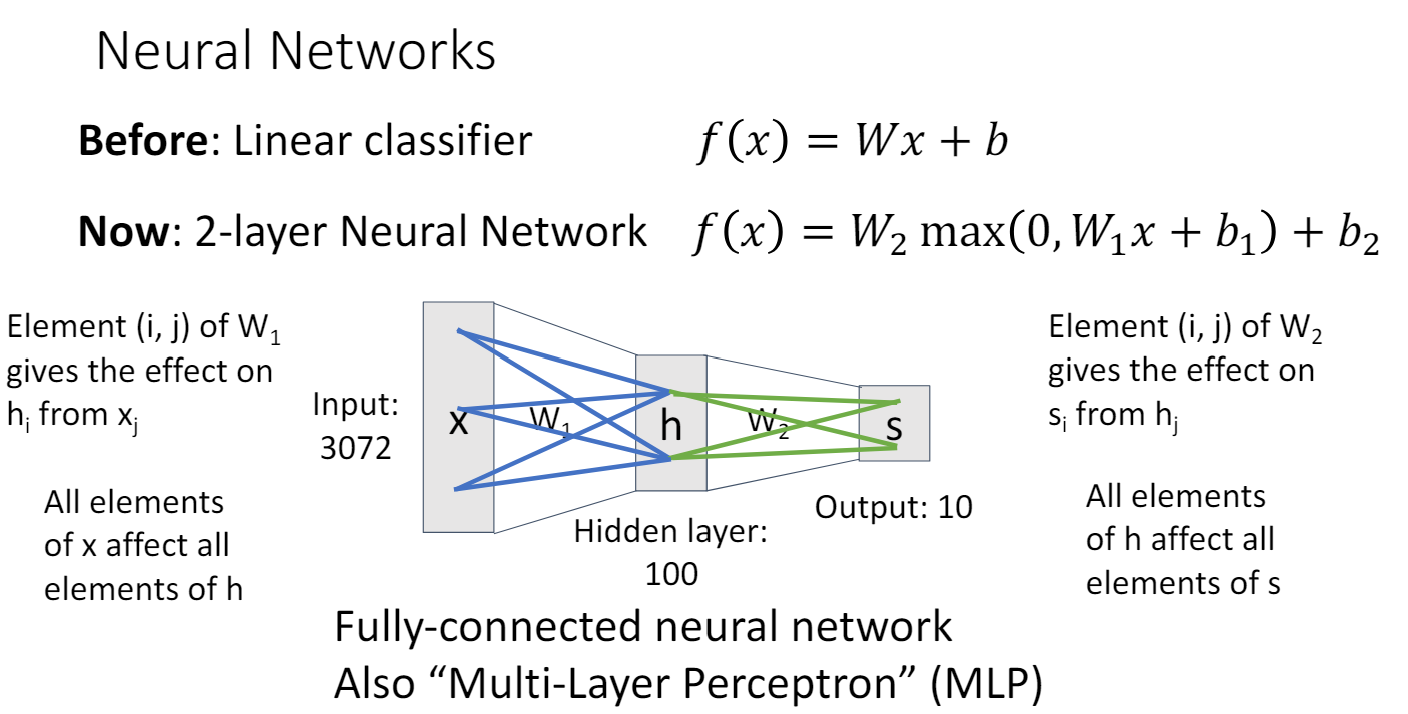 Neural Networks
Before: Linear classifier f(x) = Wx + b
Now: 2-layer Neural Network f(x) = W₂ max(0, W₁x + b₁) + b₂
Element (i, j) of W₁
gives the effect on
hᵢ from xⱼ
All elements
of x affect all
elements of h
Input:
3072
x
W₁
h
W₂
s
Hidden layer:
100
Output: 10
Element (i, j) of W₂
gives the effect on
sᵢ from hⱼ
All elements
of h affect all
elements of s
Fully-connected neural network
Also “Multi-Layer Perceptron” (MLP)